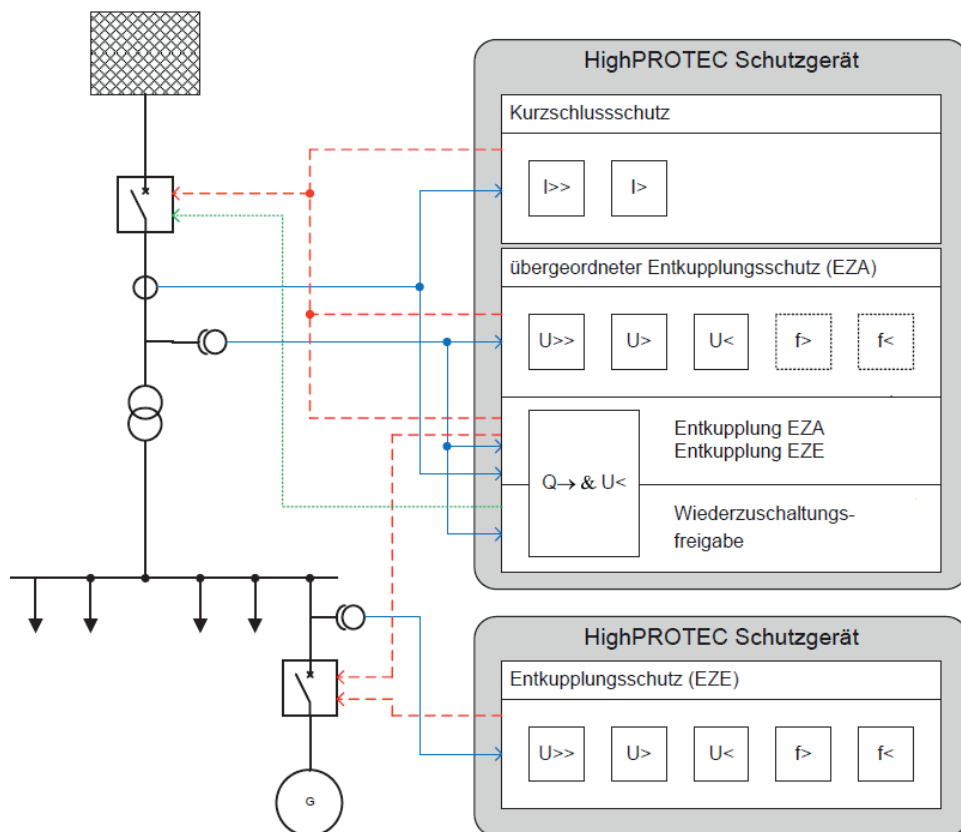 HighPROTEC Schutzgerät
Kurzschlussschutz
I>> I>
übergeordneter Entkupplungsschutz (EZA)
U>> U> U< f> f<
Entkupplung EZA
Entkupplung EZE
Q→ & U<
Wiederzuschaltungs-
freigabe
HighPROTEC Schutzgerät
Entkupplungsschutz (EZE)
U>> U> U< f> f<
G